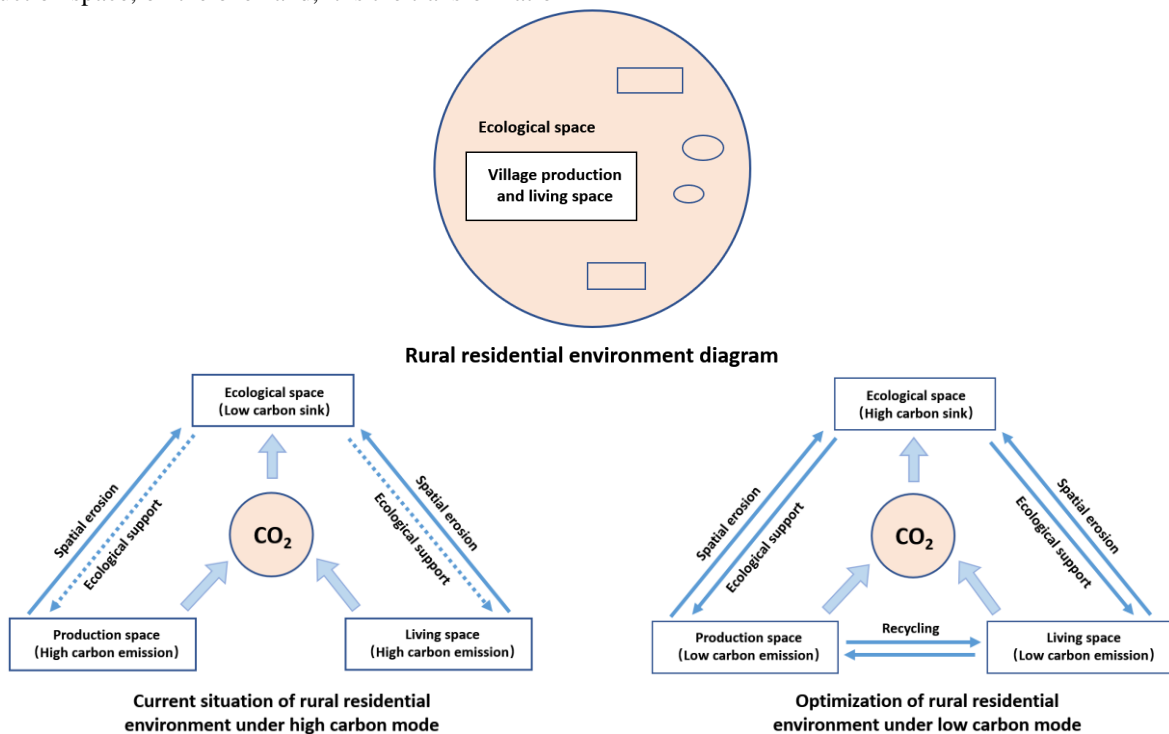 Ecological space
Village production
and living space
Rural residential environment diagram
Ecological space
(Low carbon sink)
Spatial erosion
Ecological support
Ecological support
Spatial erosion
CO₂
Production space
(High carbon emission)
Living space
(High carbon emission)
Current situation of rural residential
environment under high carbon mode
Ecological space
(High carbon sink)
Spatial erosion
Ecological support
Ecological support
Spatial erosion
CO₂
Recycling
Production space
(Low carbon emission)
Living space
(Low carbon emission)
Optimization of rural residential
environment under low carbon mode